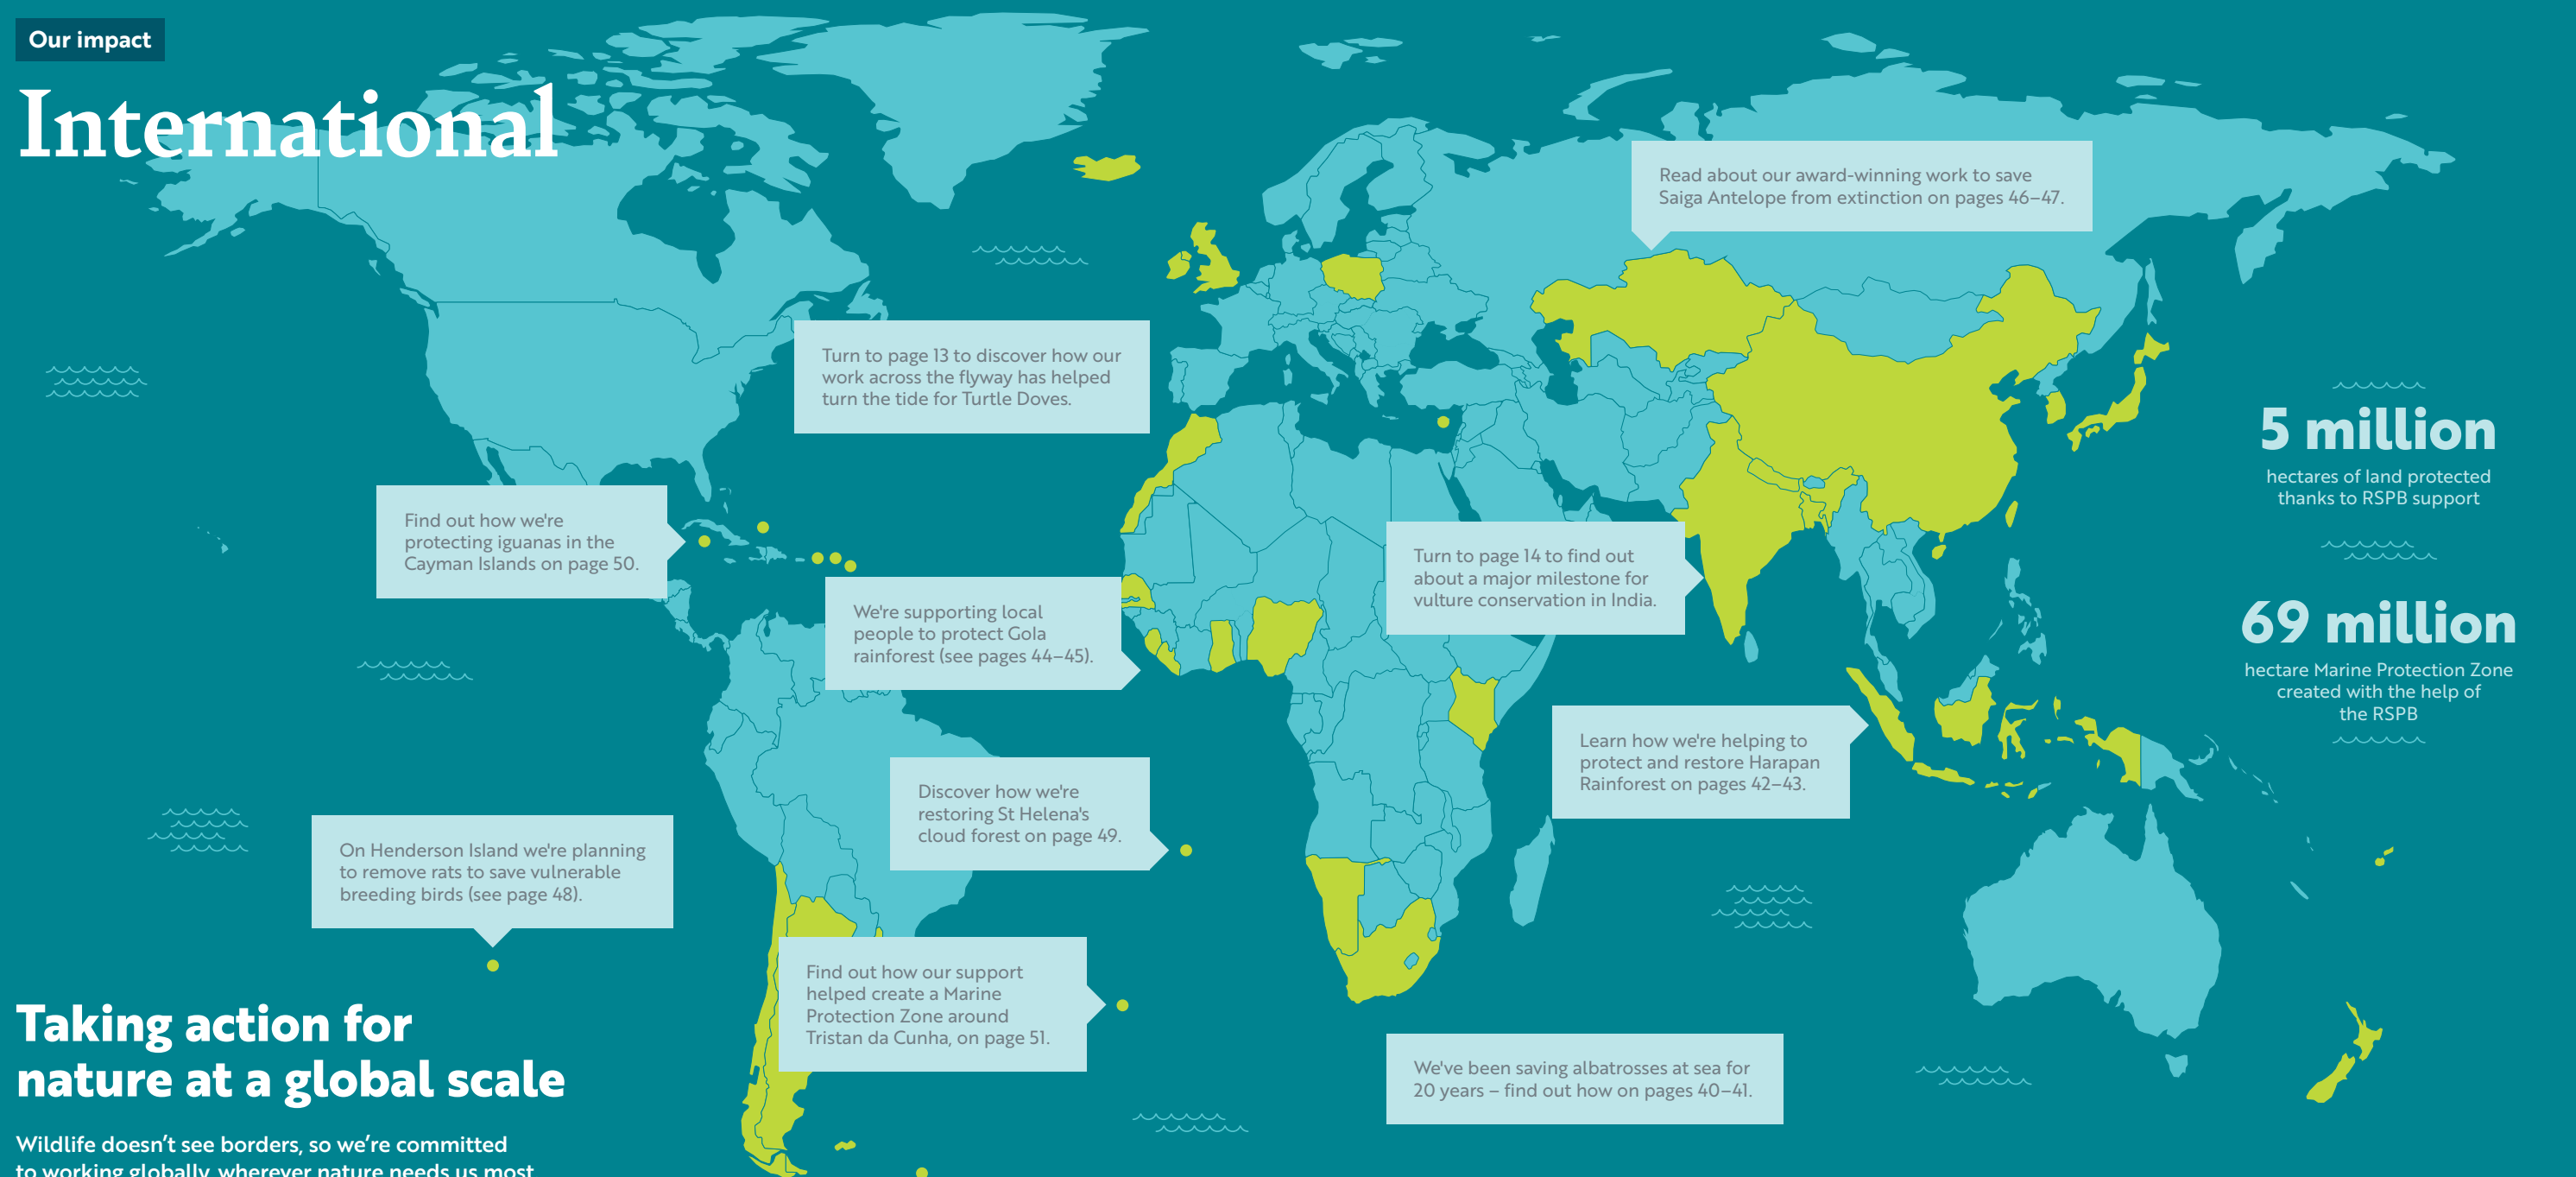 Our impact
International
Read about our award-winning work to save
Saiga Antelope from extinction on pages 46–47.
Turn to page 13 to discover how our
work across the flyway has helped
turn the tide for Turtle Doves.
5 million
hectares of land protected
thanks to RSPB support
Find out how we're
protecting iguanas in the
Cayman Islands on page 50.
Turn to page 14 to find out
about a major milestone for
vulture conservation in India.
We're supporting local
people to protect Gola
rainforest (see pages 44–45).
69 million
hectare Marine Protection Zone
created with the help of
the RSPB
Learn how we're helping to
protect and restore Harapan
Rainforest on pages 42–43.
Discover how we're
restoring St Helena's
cloud forest on page 49.
On Henderson Island we're planning
to remove rats to save vulnerable
breeding birds (see page 48).
Find out how our support
helped create a Marine
Protection Zone around
Tristan da Cunha, on page 51.
We've been saving albatrosses at sea for
20 years – find out how on pages 40–41.
Taking action for
nature at a global scale
Wildlife doesn’t see borders, so we’re committed
to working globally, wherever nature needs us most